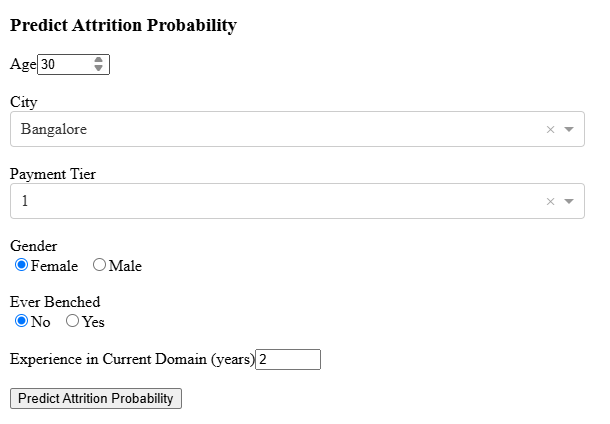 Predict Attrition Probability
Age 30
City
Bangalore ×
Payment Tier
1 ×
Gender
Female Male
Ever Benched
No Yes
Experience in Current Domain (years) 2
Predict Attrition Probability